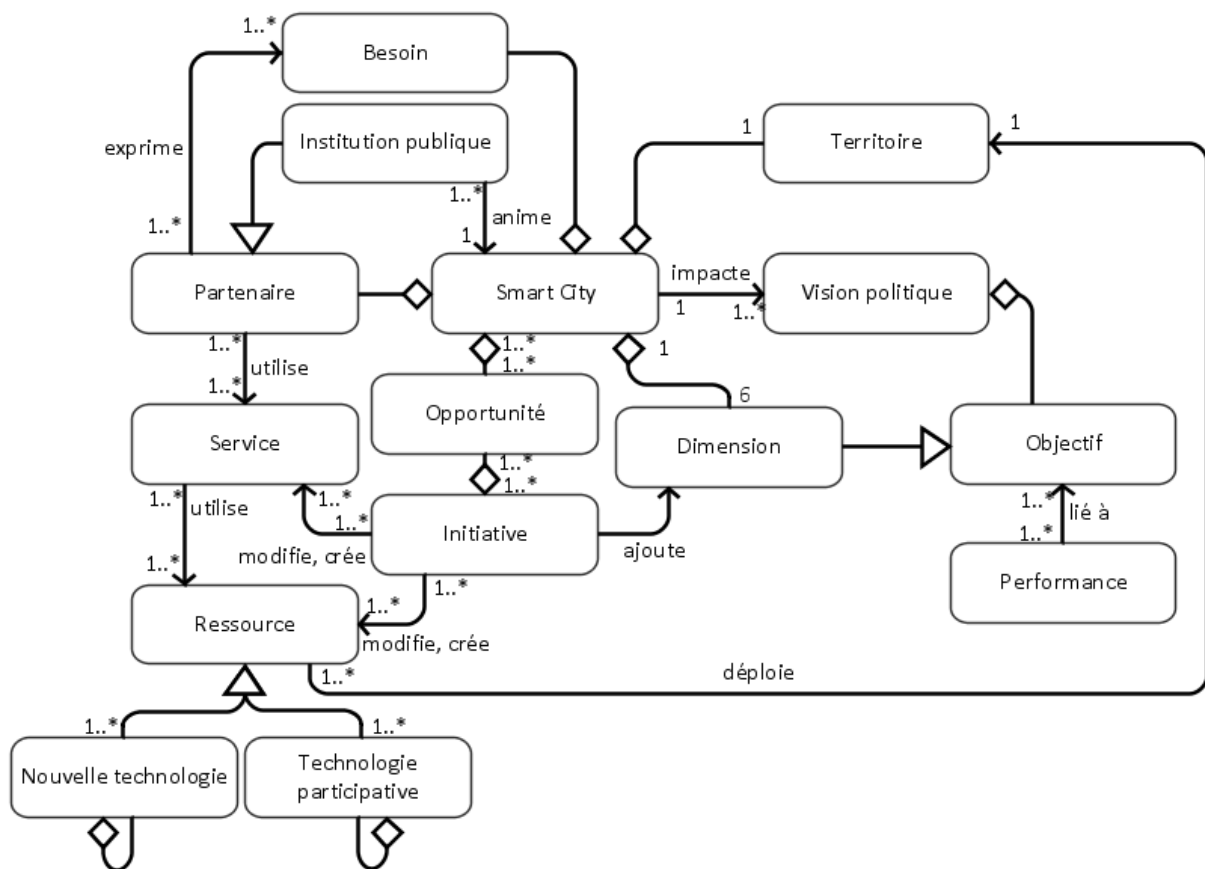 1..*
Besoin
exprime
Institution publique
1
Territoire
1
1..*
anime
1..*
1
Partenaire
Smart City
impacte
1
1..*
Vision politique
1..*
utilise
1..*
1..*
1..*
1
6
Service
Opportunité
Dimension
Objectif
1..*
utilise
1..*
1..*
1..*
1..*
1..*
lié à
1..*
modifie, crée
Initiative
ajoute
1..*
Performance
1..*
1..*
Ressource
modifie, crée
1..*
déploie
1..*
1..*
Nouvelle technologie
Technologie
participative